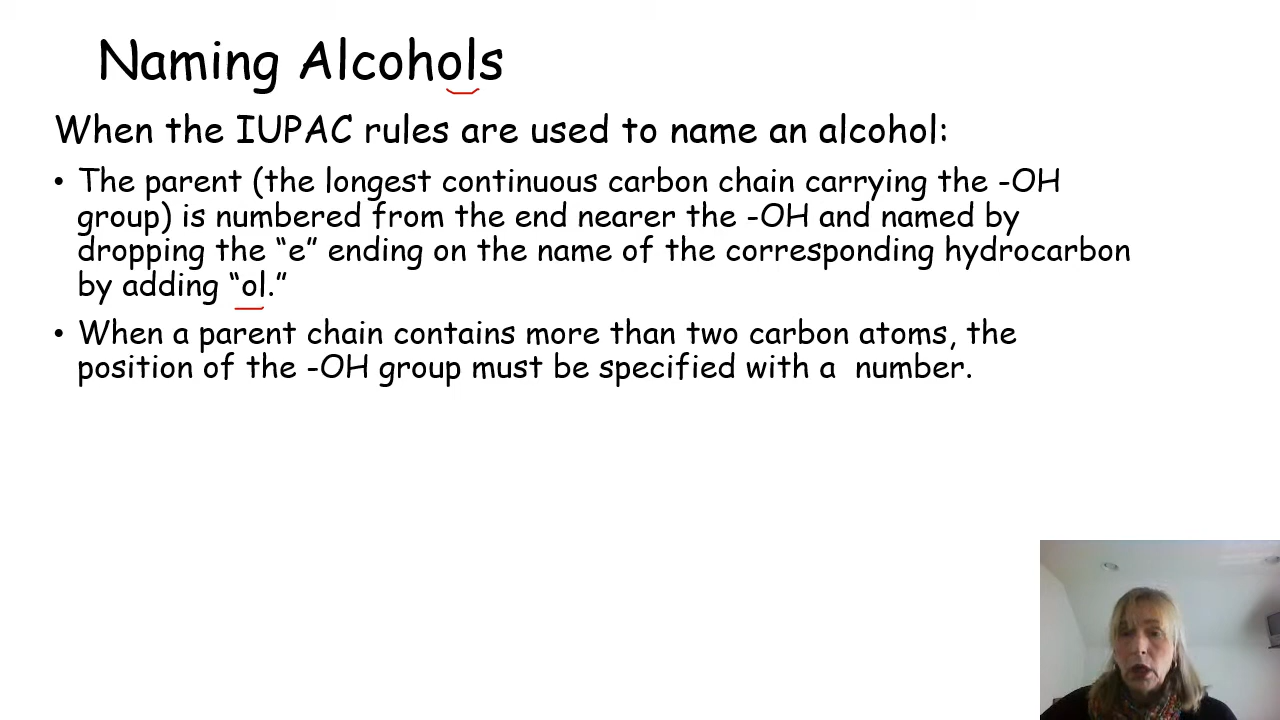 Naming Alcohols
When the IUPAC rules are used to name an alcohol:
• The parent (the longest continuous carbon chain carrying the -OH
group) is numbered from the end nearer the -OH and named by
dropping the “e” ending on the name of the corresponding hydrocarbon
by adding “ol.”
• When a parent chain contains more than two carbon atoms, the
position of the -OH group must be specified with a  number.